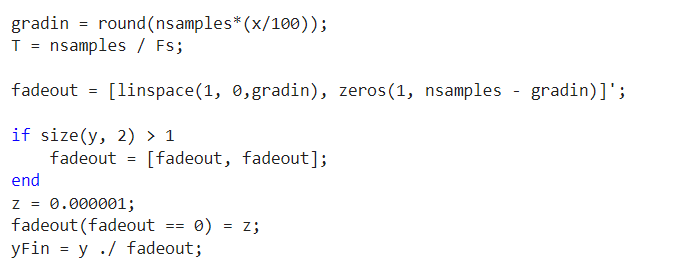 gradin = round(nsamples*(x/100));
T = nsamples / Fs;
fadeout = [linspace(1, 0,gradin), zeros(1, nsamples - gradin)]';
if size(y, 2) > 1
    fadeout = [fadeout, fadeout];
end
z = 0.000001;
fadeout(fadeout == 0) = z;
yFin = y ./ fadeout;